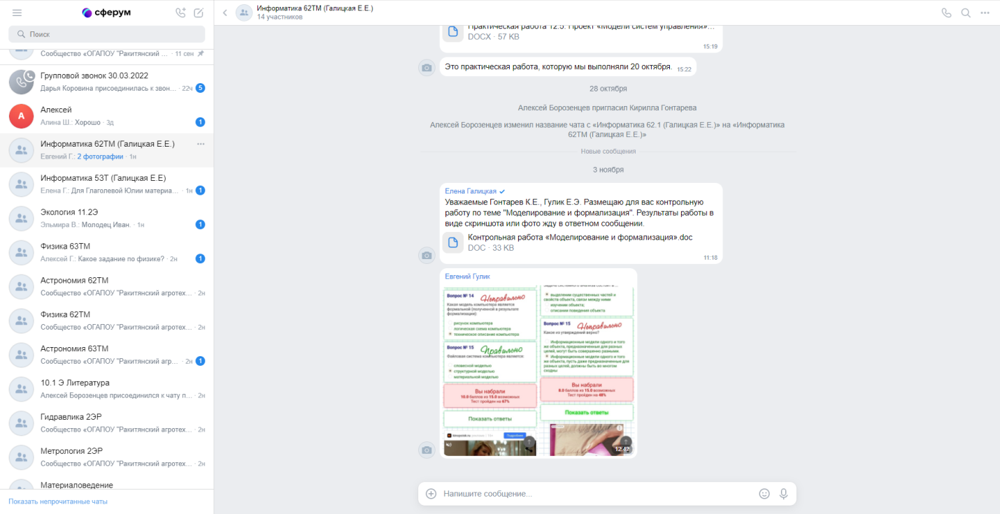 сферум
Поиск
Сообщество «ОГАПОУ "Ракитянский ... · 11 сен
Групповой звонок 30.03.2022
Дарья Коровина присоединилась к звон... · 22ч 5
Алексей
Алина Ш.: Хорошо · 3д 1
Информатика 62ТМ (Галицкая Е.Е.)
Евгений Г.: 2 фотографии · 1н
Информатика 53Т (Галицкая Е.Е)
Елена Г.: Для Глаголевой Юлии материа... · 1н 1
Экология 11.2Э
Эльмира В.: Молодец Иван. · 1н 1
Физика 63ТМ
Алексей Г.: Какое задание по физике? · 2н 1
Астрономия 62ТМ
Сообщество «ОГАПОУ "Ракитянский агротех... · 2н
Физика 62ТМ
Сообщество «ОГАПОУ "Ракитянский агротех... · 2н
Астрономия 63ТМ
Сообщество «ОГАПОУ "Ракитянский агр... · 2н 1
10.1 Э Литература
Алексей Борозенцев присоединился к чату п... · 2н
Гидравлика 2ЭР
Сообщество «ОГАПОУ "Ракитянский агротех... · 2н
Метрология 2ЭР
Сообщество «ОГАПОУ "Ракитянский агротех... · 2н
Материаловедение
Показать непрочитанные чаты
Информатика 62ТМ (Галицкая Е.Е.)
14 участников
Практическая работа 12.5. Проект «Модели систем управления»...
DOCX · 57 KB
15:19
Это практическая работа, которую мы выполняли 20 октября. 15:22
28 октября
Алексей Борозенцев пригласил Кирилла Гонтарева
Алексей Борозенцев изменил название чата с «Информатика 62.1 (Галицкая Е.Е.)» на «Информатика
62ТМ (Галицкая Е.Е.)»
Новые сообщения
3 ноября
Елена Галицкая
Уважаемые Гонтарев К.Е., Гулик Е.Э. Размещаю для вас контрольную
работу по теме "Моделирование и формализация". Результаты работы в
виде скриншота или фото жду в ответном сообщении.
Контрольная работа «Моделирование и формализация».doc
DOC · 33 KB
11:18
Евгений Гулик
Вопрос № 14 Неправильно
Какая модель компьютера является
формальной (полученной в результате
формализации):
рисунок компьютера
логическая схема компьютера
техническое описание компьютера
Вопрос № 15 Правильно
Файловая система компьютера является:
словесной моделью
структурной моделью
материальной моделью
Вы набрали
10.0 баллов из 15.0 возможных
Тест пройден на 67%
Показать ответы
Подробнее
Задача системного анализа состоит в...
выделении существенных частей и
свойств объекта, связи между ними
изучении объекта;
описании поведения объекта
Вопрос № 15 Неправильно
Какое из утверждений верно?
Информационные модели одного и того
же объекта, предназначенные для разных
целей, могут быть совершенно разными.
Информационные модели одного и того
же объекта, пусть даже предназначенные для
разных целей, должны быть во многом
сходны
Вы набрали
8.0 баллов из 15.0 возможных
Показать ответы
12:42
Напишите сообщение...